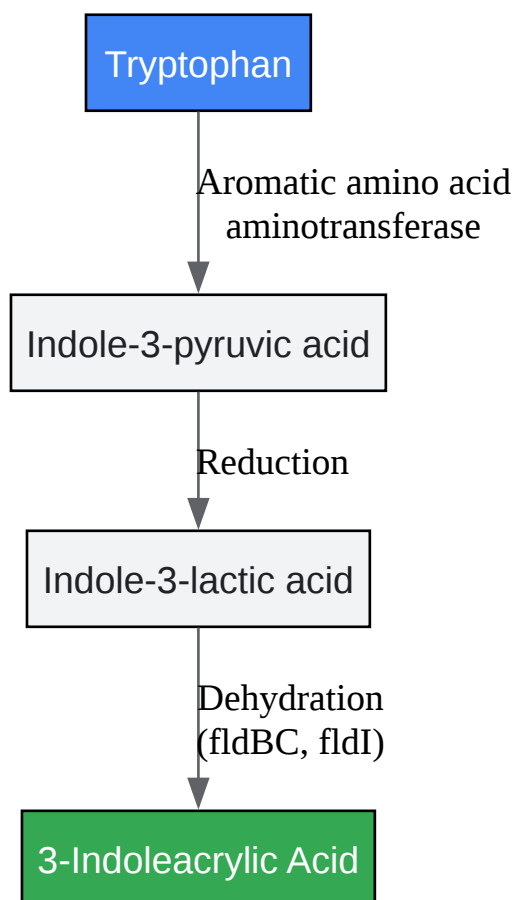 Tryptophan
Aromatic amino acid
aminotransferase
Indole-3-pyruvic acid
Reduction
Indole-3-lactic acid
Dehydration
(fldBC, fldI)
3-Indoleacrylic Acid